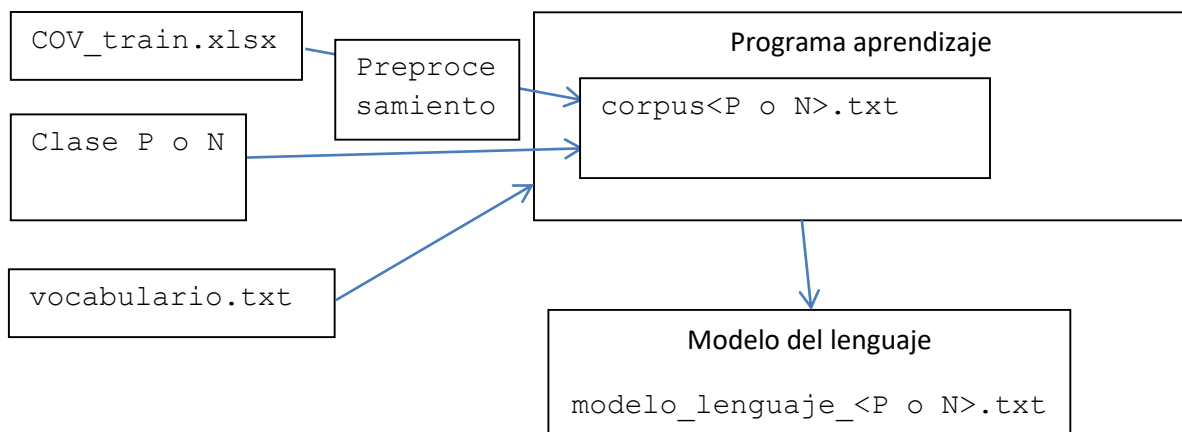 COV_train.xlsx
Preproce
samiento
Programa aprendizaje
corpus<P o N>.txt
Clase P o N
vocabulario.txt
Modelo del lenguaje
modelo_lenguaje_<P o N>.txt